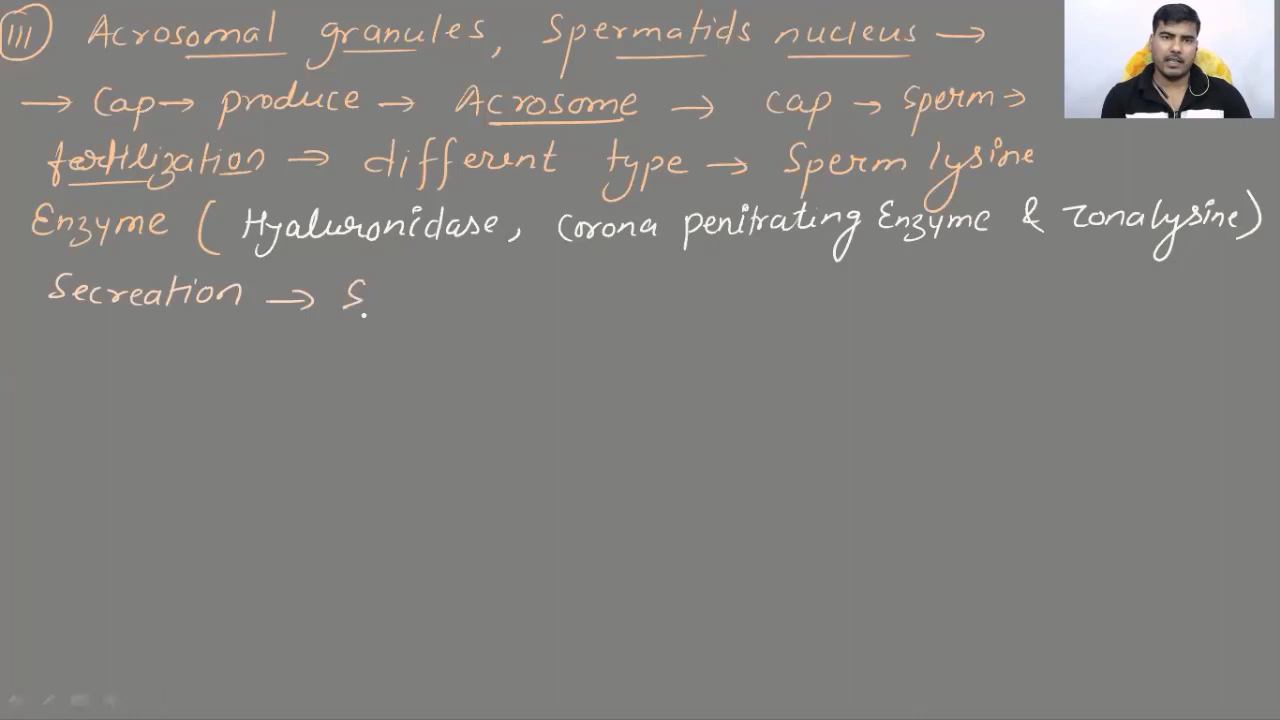 (III) Acrosomal granules, Spermatids nucleus →
→ Cap → produce → Acrosome → cap → sperm →
fertilization → different type → Sperm lysine
Enzyme ( Hyaluronidase, Corona penitrating Enzyme & Zonalysine)
Secreation → S